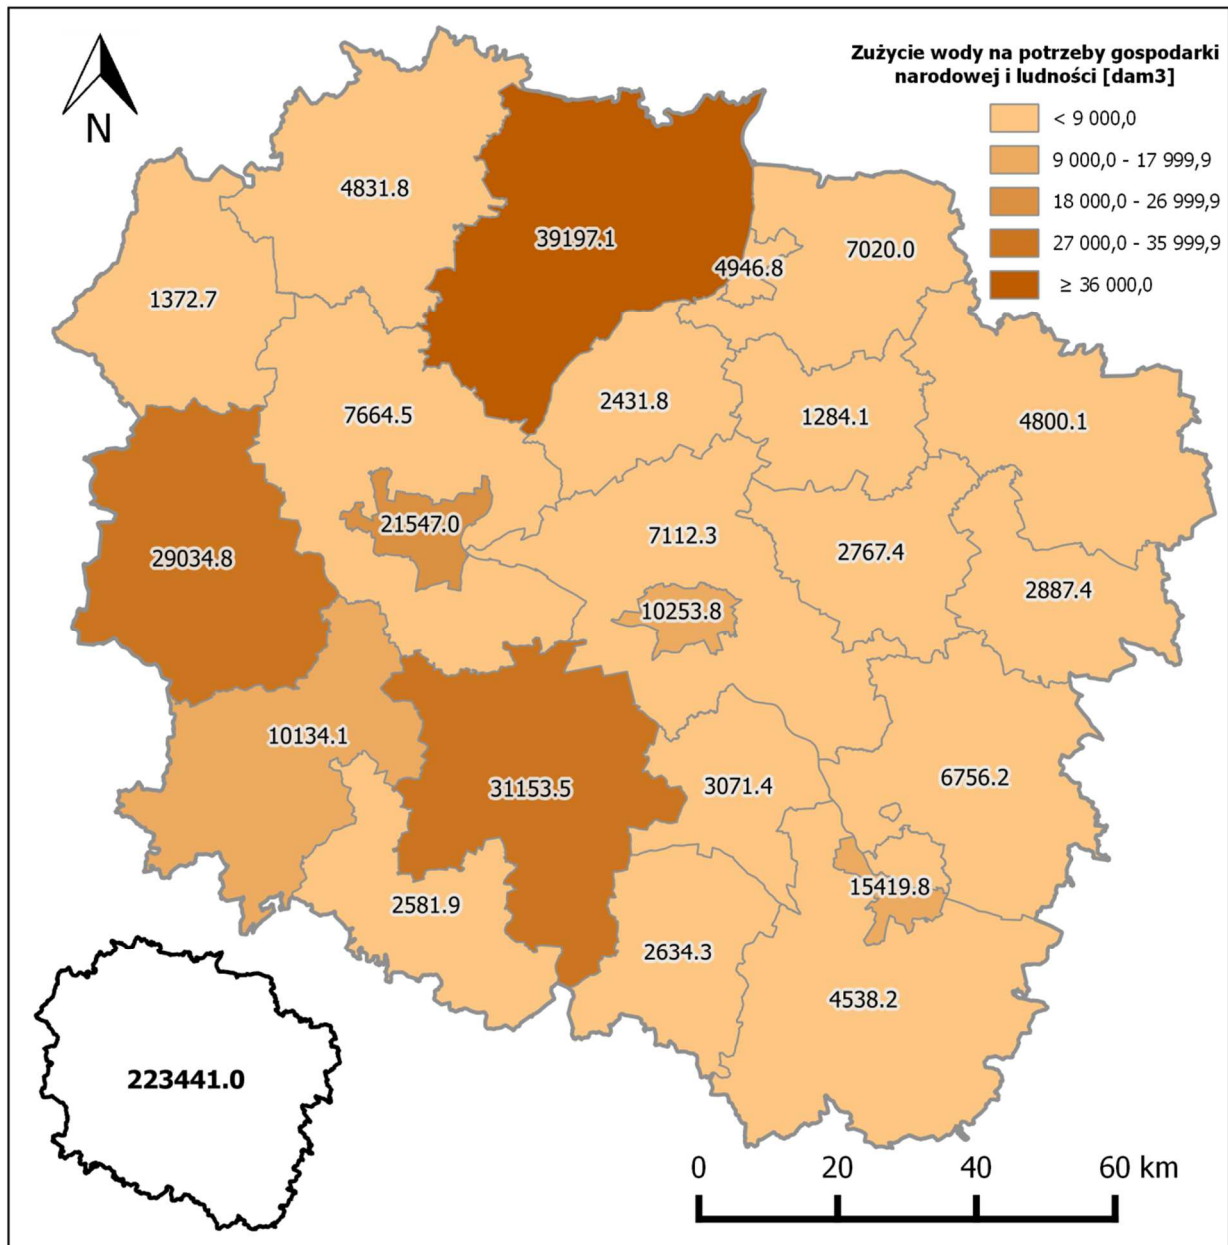 Zużycie wody na potrzeby gospodarki
narodowej i ludności [dam3]
< 9 000,0
9 000,0 - 17 999,9
18 000,0 - 26 999,9
27 000,0 - 35 999,9
≥ 36 000,0
N
4831.8
39197.1
7020.0
4946.8
1372.7
7664.5
2431.8
1284.1
4800.1
21547.0
7112.3
2767.4
29034.8
2887.4
10253.8
10134.1
31153.5
3071.4
6756.2
15419.8
2581.9
2634.3
4538.2
223441.0
0 20 40 60 km